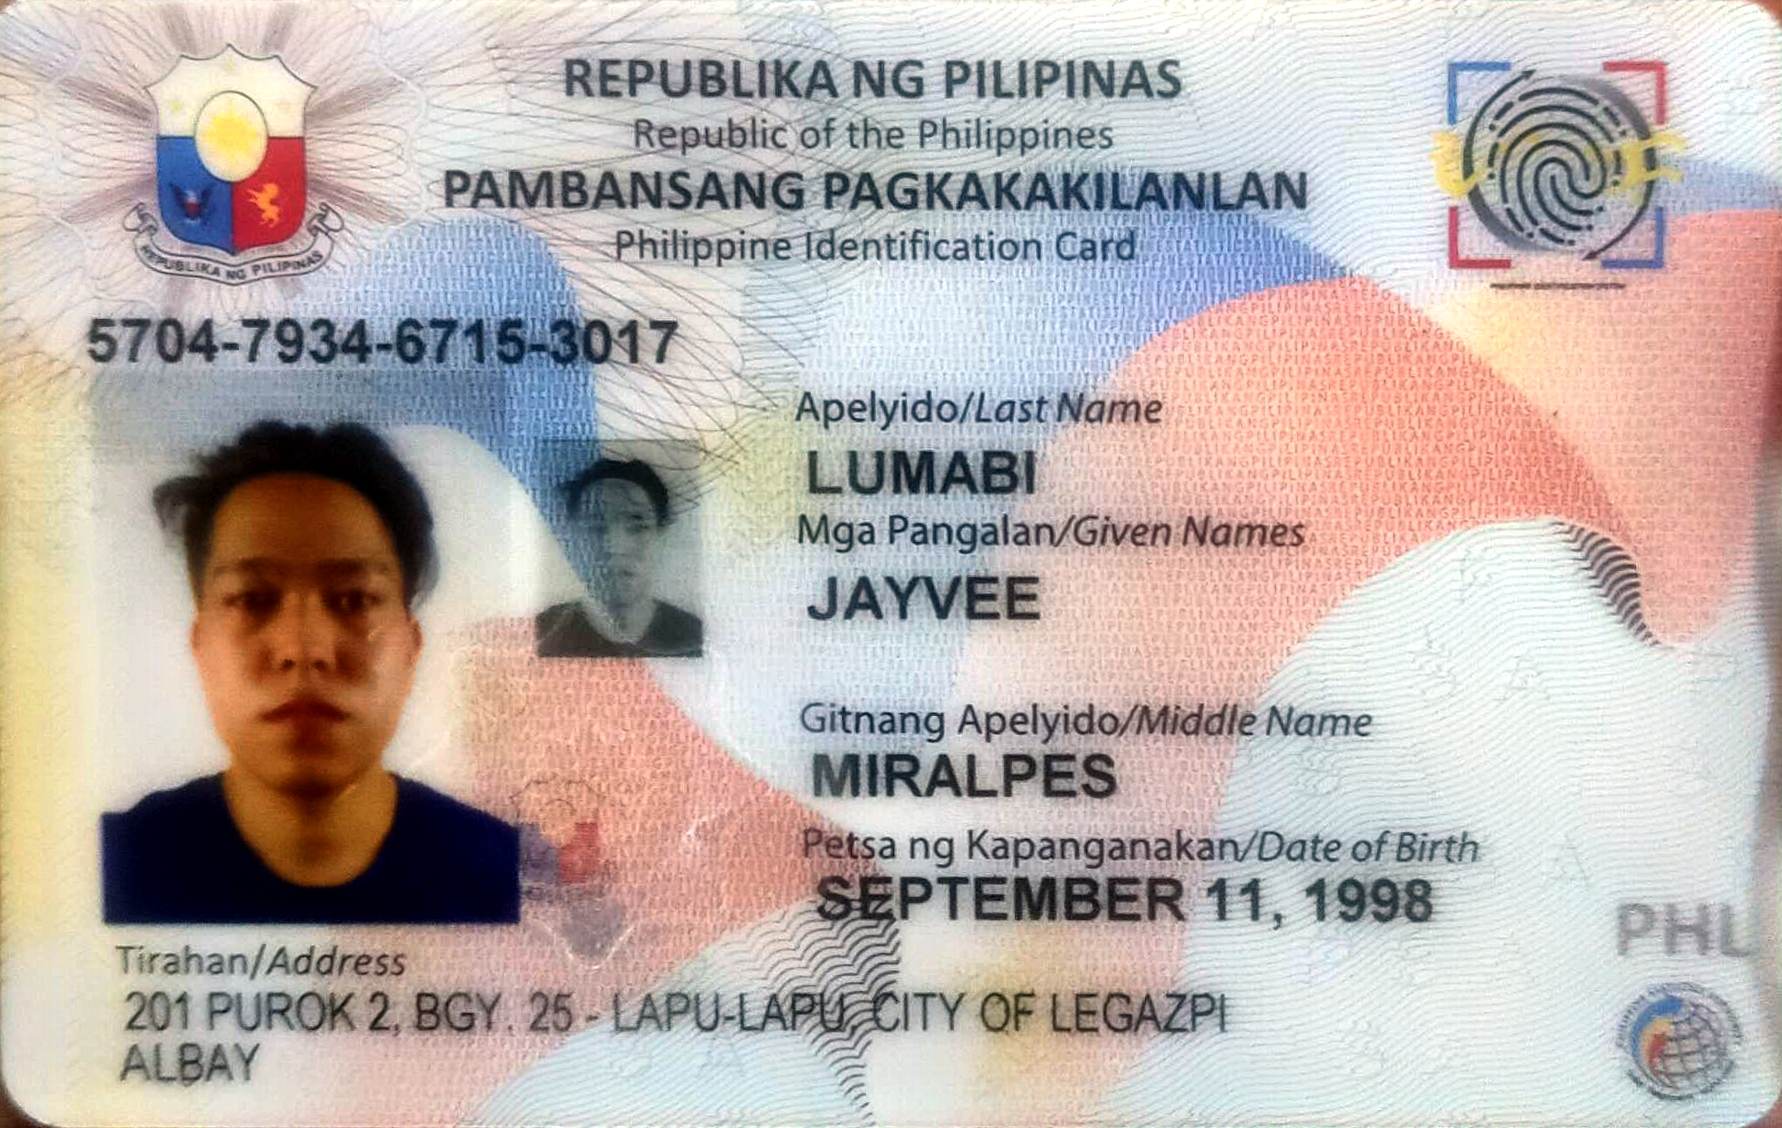 REPUBLIKA NG PILIPINAS
Republic of the Philippines
PAMBANSANG PAGKAKAKILANLAN
Philippine Identification Card
REPUBLIKA NG PILIPINAS
5704-7934-6715-3017
Apelyido/Last Name
LUMABI
Mga Pangalan/Given Names
JAYVEE
Gitnang Apelyido/Middle Name
MIRALPES
Petsa ng Kapanganakan/Date of Birth
SEPTEMBER 11, 1998
PHL
Tirahan/Address
201 PUROK 2, BGY. 25 - LAPU-LAPU, CITY OF LEGAZPI
ALBAY